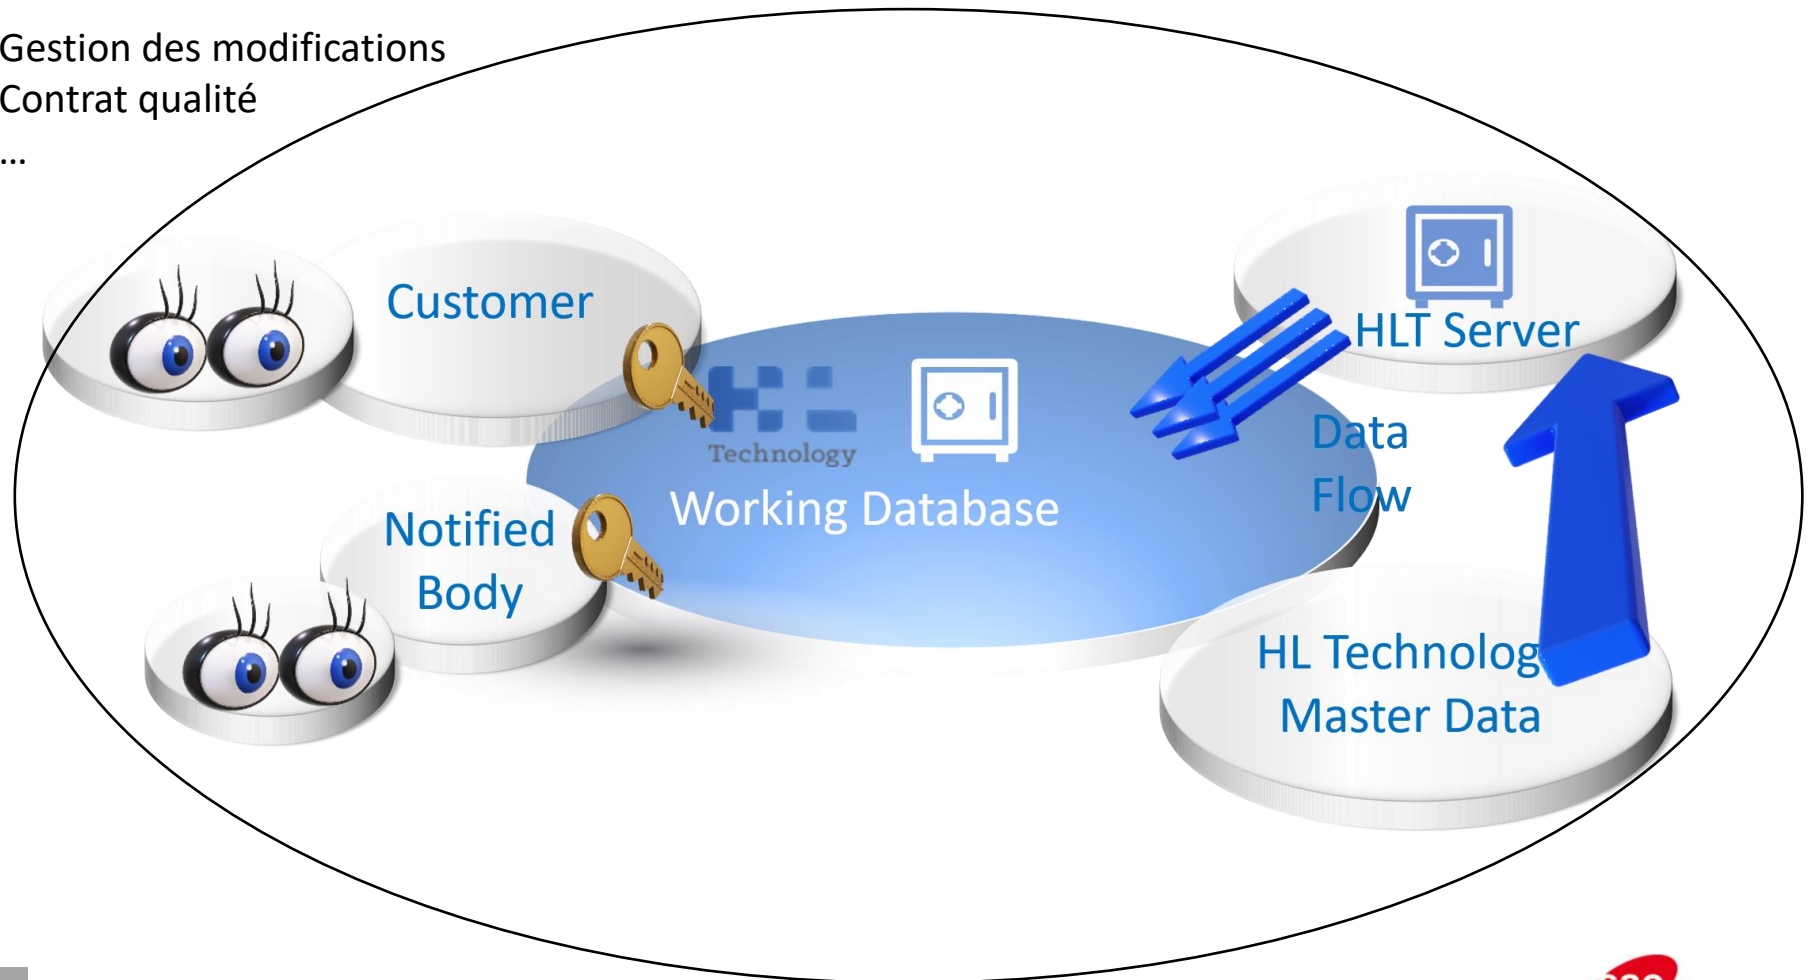 Gestion des modifications
Contrat qualité
...
Customer
HLT Server
HL
Technology
Data
Flow
Working Database
Notified
Body
HL Technolog
Master Data